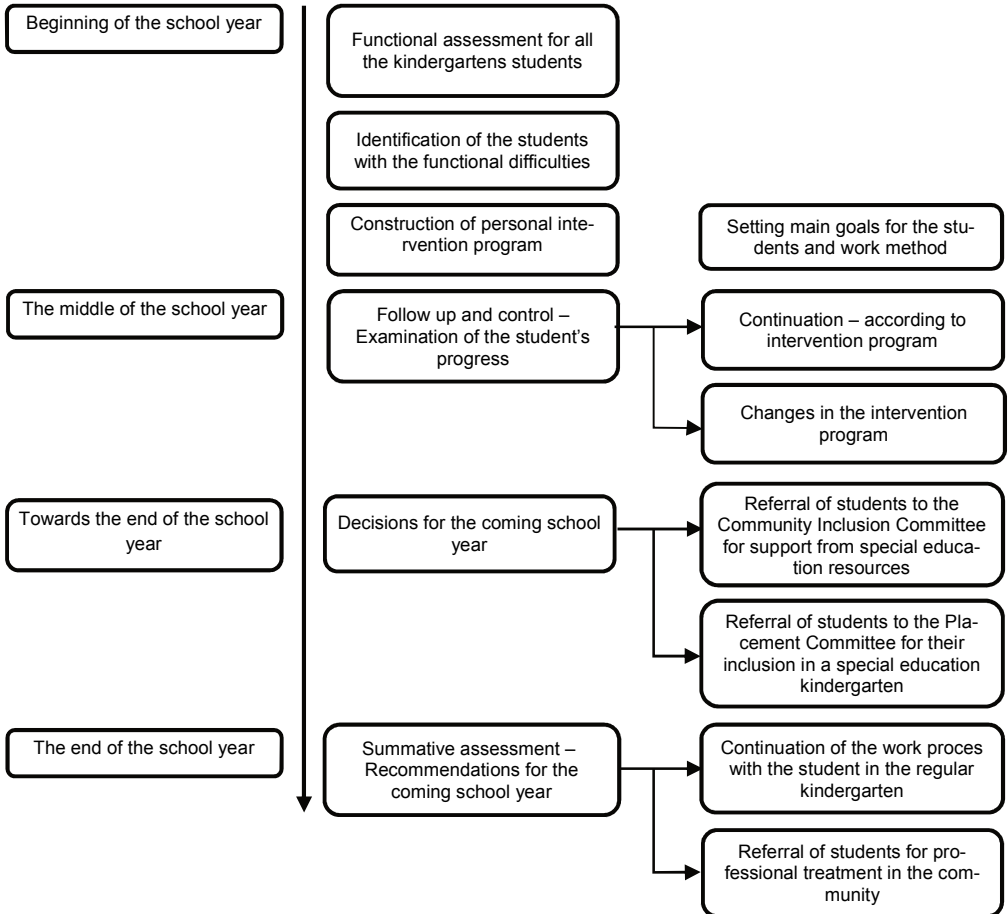 Beginning of the school year
Functional assessment for all
the kindergartens students
Identification of the students
with the functional difficulties
Construction of personal inte-
rvention program
Setting main goals for the stu-
dents and work method
The middle of the school year
Follow up and control –
Examination of the student's
progress
Continuation – according to
intervention program
Changes in the intervention
program
Towards the end of the school
year
Decisions for the coming school
year
Referral of students to the
Community Inclusion Committee
for support from special educa-
tion resources
Referral of students to the Pla-
cement Committee for their
inclusion in a special education
kindergarten
The end of the school year
Summative assessment –
Recommendations for the
coming school year
Continuation of the work proces
with the student in the regular
kindergarten
Referral of students for pro-
fessional treatment in the com-
munity